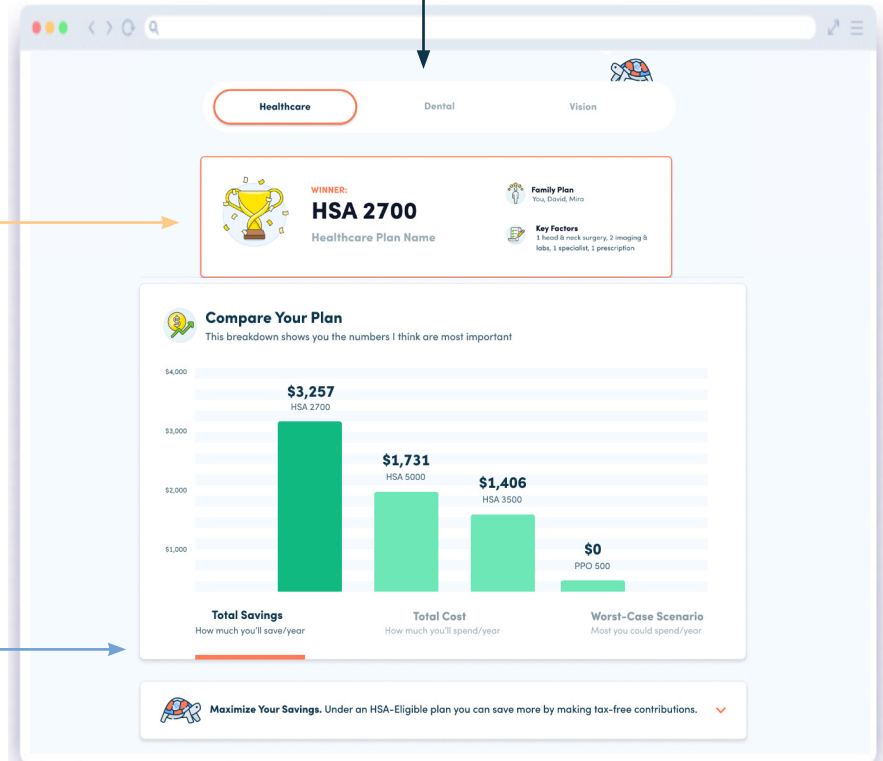 Healthcare
Dental
Vision
WINNER:
HSA 2700
Healthcare Plan Name
Family Plan
You, David, Mira
Key Factors
1 head & neck surgery, 2 imaging &
labs, 1 specialist, 1 prescription
Compare Your Plan
This breakdown shows you the numbers I think are most important
$4,000
$3,000
$2,000
$1,000
$3,257
HSA 2700
$1,731
HSA 5000
$1,406
HSA 3500
$0
PPO 500
Total Savings
How much you'll save/year
Total Cost
How much you'll spend/year
Worst-Case Scenario
Most you could spend/year
Maximize Your Savings. Under an HSA-Eligible plan you can save more by making tax-free contributions.